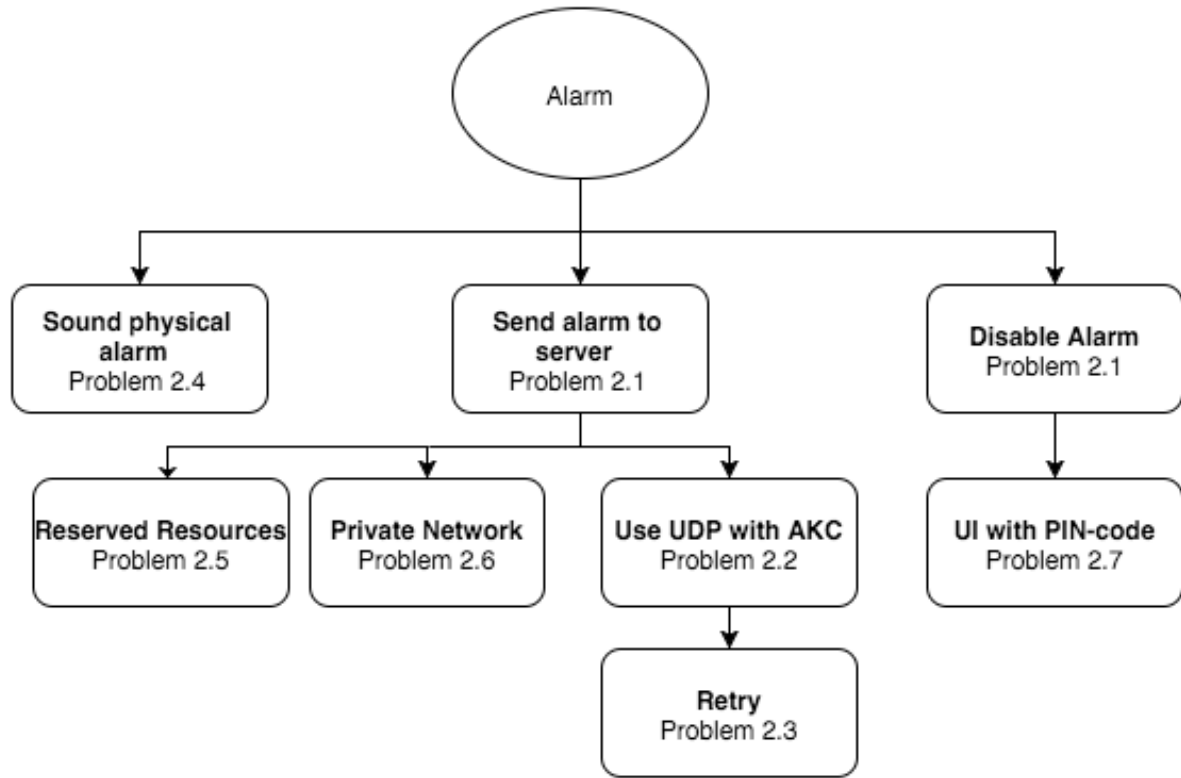 Alarm
Sound physical
alarm
Problem 2.4
Send alarm to
server
Problem 2.1
Disable Alarm
Problem 2.1
Reserved Resources
Problem 2.5
Private Network
Problem 2.6
Use UDP with AKC
Problem 2.2
UI with PIN-code
Problem 2.7
Retry
Problem 2.3